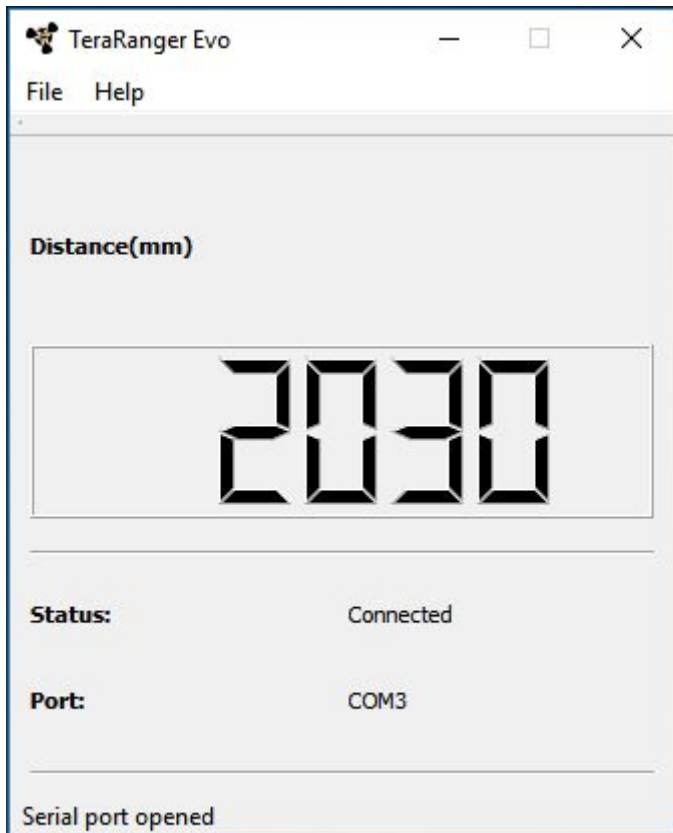 TeraRanger Evo
File Help
Distance(mm)
2030
Status: Connected
Port: COM3
Serial port opened